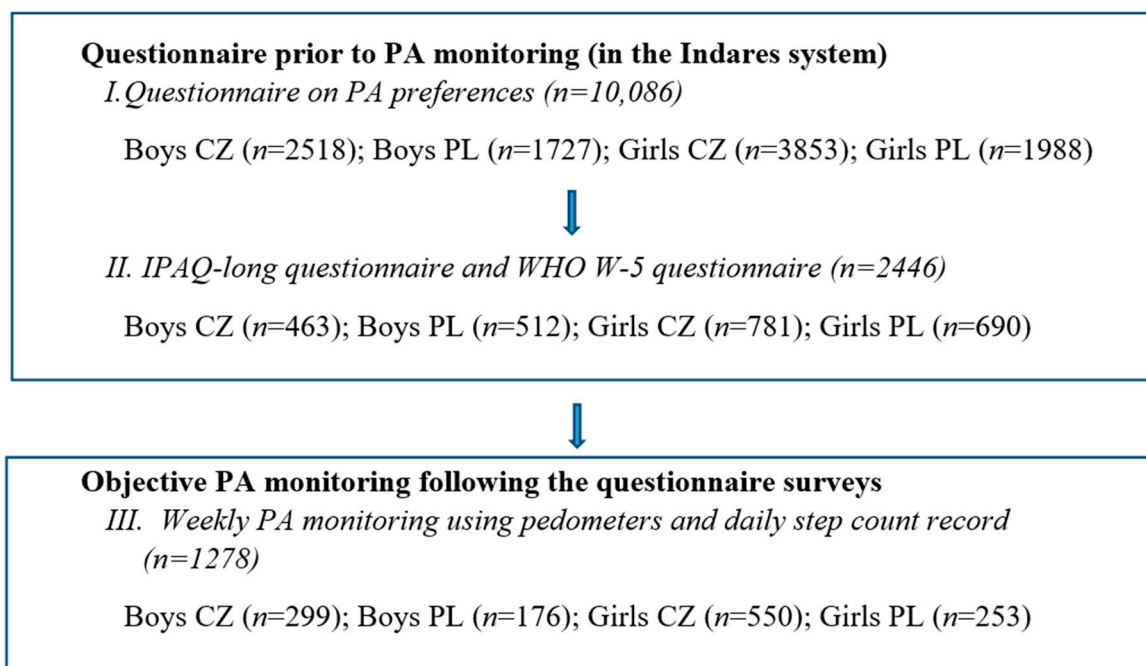 Questionnaire prior to PA monitoring (in the Indares system)
I.Questionnaire on PA preferences (n=10,086)
Boys CZ (n=2518); Boys PL (n=1727); Girls CZ (n=3853); Girls PL (n=1988)
II. IPAQ-long questionnaire and WHO W-5 questionnaire (n=2446)
Boys CZ (n=463); Boys PL (n=512); Girls CZ (n=781); Girls PL (n=690)
Objective PA monitoring following the questionnaire surveys
III. Weekly PA monitoring using pedometers and daily step count record
(n=1278)
Boys CZ (n=299); Boys PL (n=176); Girls CZ (n=550); Girls PL (n=253)